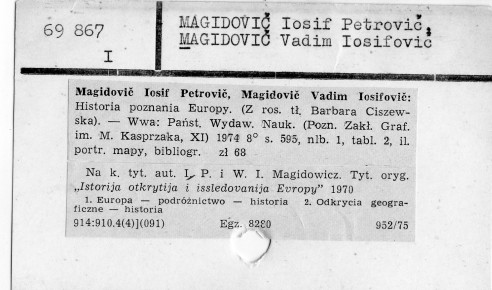 69 867
I
MAGIDOVIČ Iosif Petrovič,
MAGIDOVIČ Vadim Iosifovic
Magidovič Iosif Petrovič, Magidovič Vadim Iosifovič:
Historia poznania Europy. (Z ros. tł. Barbara Ciszew-
ska). — Wwa: Państ. Wydaw. Nauk. (Pozn. Zakł. Graf.
im. M. Kasprzaka, XI) 1974 8° s. 595, nlb. 1, tabl. 2, il.
portr. mapy, bibliogr. zł 68
Na k. tyt. aut. I. P. i W. I. Magidowicz. Tyt. oryg.
„Istorija otkrytija i issledovanija Evropy” 1970
1. Europa — podróżnictwo — historia 2. Odkrycia geogra-
ficzne — historia
914:910.4(4)](091) Egz. 8280 952/75